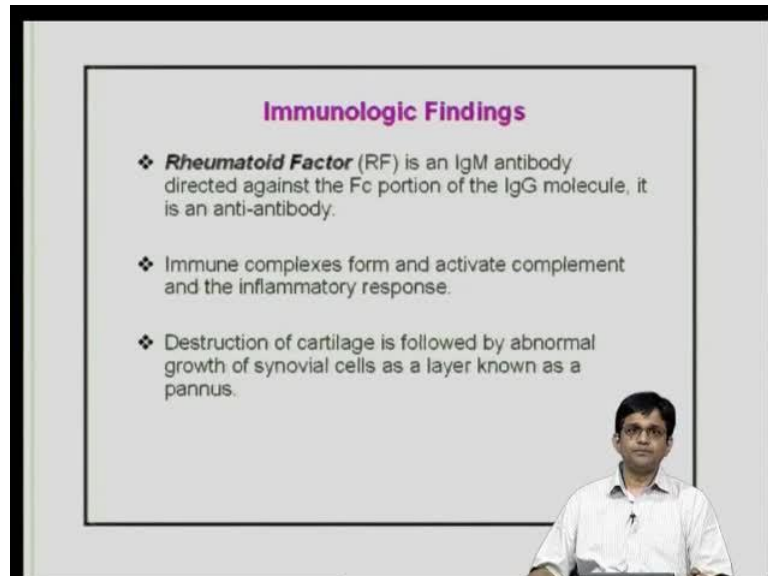 Immunologic Findings
❖ Rheumatoid Factor (RF) is an IgM antibody
directed against the Fc portion of the IgG molecule, it
is an anti-antibody.
❖ Immune complexes form and activate complement
and the inflammatory response.
❖ Destruction of cartilage is followed by abnormal
growth of synovial cells as a layer known as a
pannus.